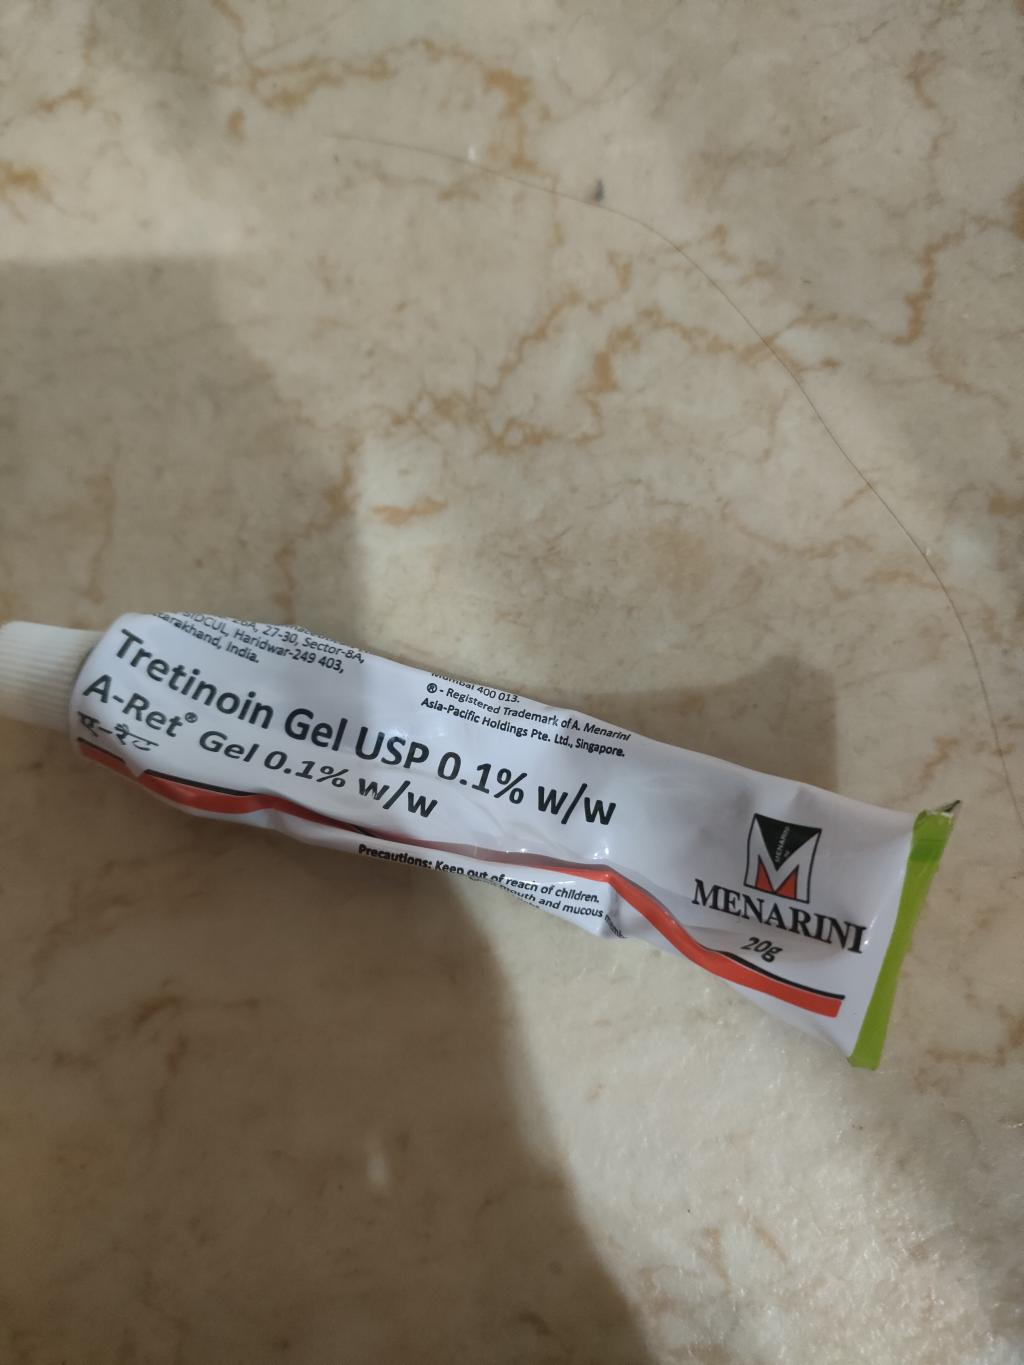 26A, 27-30, Sector-8A,
SIDCUL, Haridwar-249 403,
India.
Mumbai 400 013.
® - Registered Trademark of A. Menarini
Asia-Pacific Holdings Pte. Ltd., Singapore.
Tretinoin Gel USP 0.1% w/w
A-Ret® Gel 0.1% w/w
ए-रैट
Precautions: Keep out of reach of children.
mouth and mucous
MENARINI
MENARINI
20g